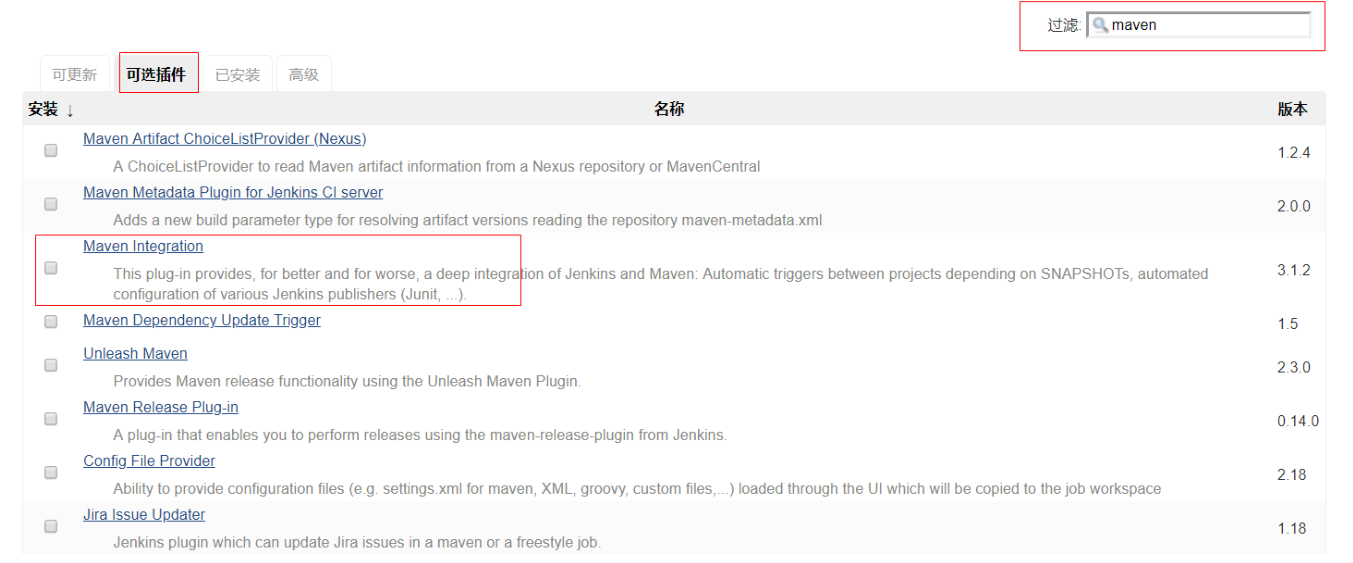 过滤: maven
可更新 可选插件 已安装 高级
安装 ↓ 名称 版本
Maven Artifact ChoiceListProvider (Nexus)
A ChoiceListProvider to read Maven artifact information from a Nexus repository or MavenCentral
1.2.4
Maven Metadata Plugin for Jenkins CI server
Adds a new build parameter type for resolving artifact versions reading the repository maven-metadata.xml
2.0.0
Maven Integration
This plug-in provides, for better and for worse, a deep integration of Jenkins and Maven: Automatic triggers between projects depending on SNAPSHOTs, automated
configuration of various Jenkins publishers (Junit, ...).
3.1.2
Maven Dependency Update Trigger
1.5
Unleash Maven
Provides Maven release functionality using the Unleash Maven Plugin.
2.3.0
Maven Release Plug-in
A plug-in that enables you to perform releases using the maven-release-plugin from Jenkins.
0.14.0
Config File Provider
Ability to provide configuration files (e.g. settings.xml for maven, XML, groovy, custom files,...) loaded through the UI which will be copied to the job workspace
2.18
Jira Issue Updater
Jenkins plugin which can update Jira issues in a maven or a freestyle job.
1.18